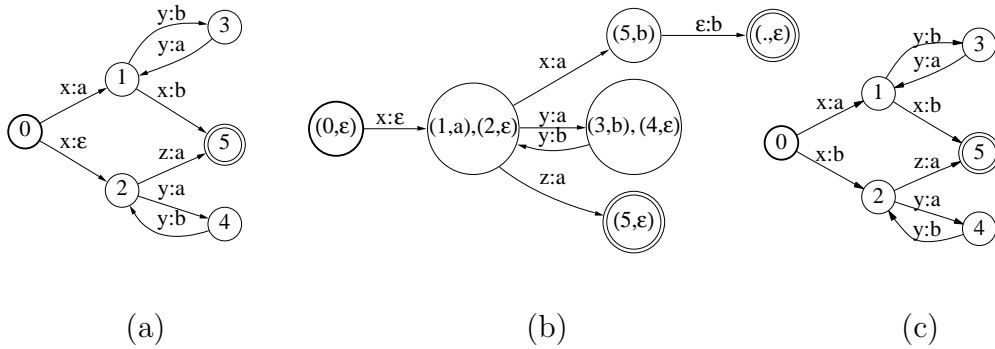 y:b
3
y:a
1
x:a
x:b
0
5
x:ε
z:a
2
y:a
4
y:b
(a)
(5,b)
ε:b
(.,ε)
x:a
(0,ε)
x:ε
(1,a),(2,ε)
y:a
y:b
(3,b), (4,ε)
z:a
(5,ε)
(b)
y:b
3
y:a
1
x:a
x:b
0
5
x:b
z:a
2
y:a
4
y:b
(c)